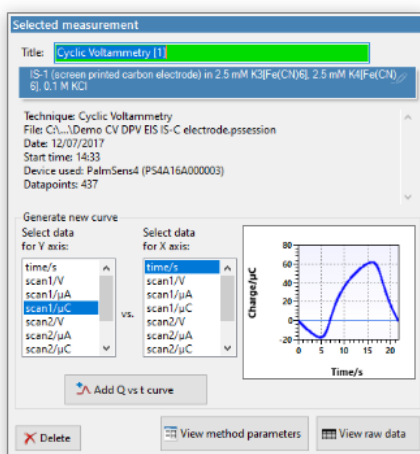 Selected measurement
Title: Cyclic Voltammetry [1]
IS-1 (screen printed carbon electrode) in 2.5 mM K3[Fe(CN)6], 2.5 mM K4[Fe(CN)
6], 0.1 M KCl
Technique: Cyclic Voltammetry
File: C:\...\Demo CV DPV EIS IS-C electrode.pssession
Date: 12/07/2017
Start time: 14:33
Device used: PalmSens4 (PS4A16A000003)
Datapoints: 437
Generate new curve
Select data
for Y axis:
time/s
scan1/V
scan1/µA
scan1/µC
scan2/V
scan2/µA
scan2/µC
vs.
Select data
for X axis:
time/s
scan1/V
scan1/µA
scan1/µC
scan2/V
scan2/µA
scan2/µC
Charge/µC
80
60
40
20
0
-20
0 5 10 15 20
Time/s
Add Q vs t curve
Delete
View method parameters
View raw data